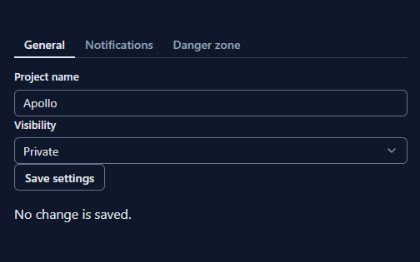 General Notifications Danger zone
Project name
Apollo
Visibility
Private
Save settings
No change is saved.